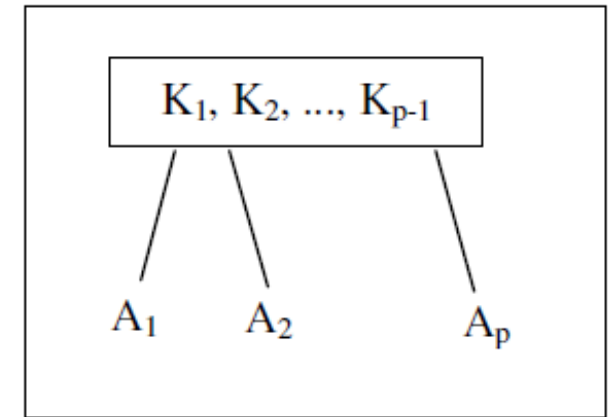 K₁, K₂, ..., Kₚ₋₁
A₁ A₂ Aₚ